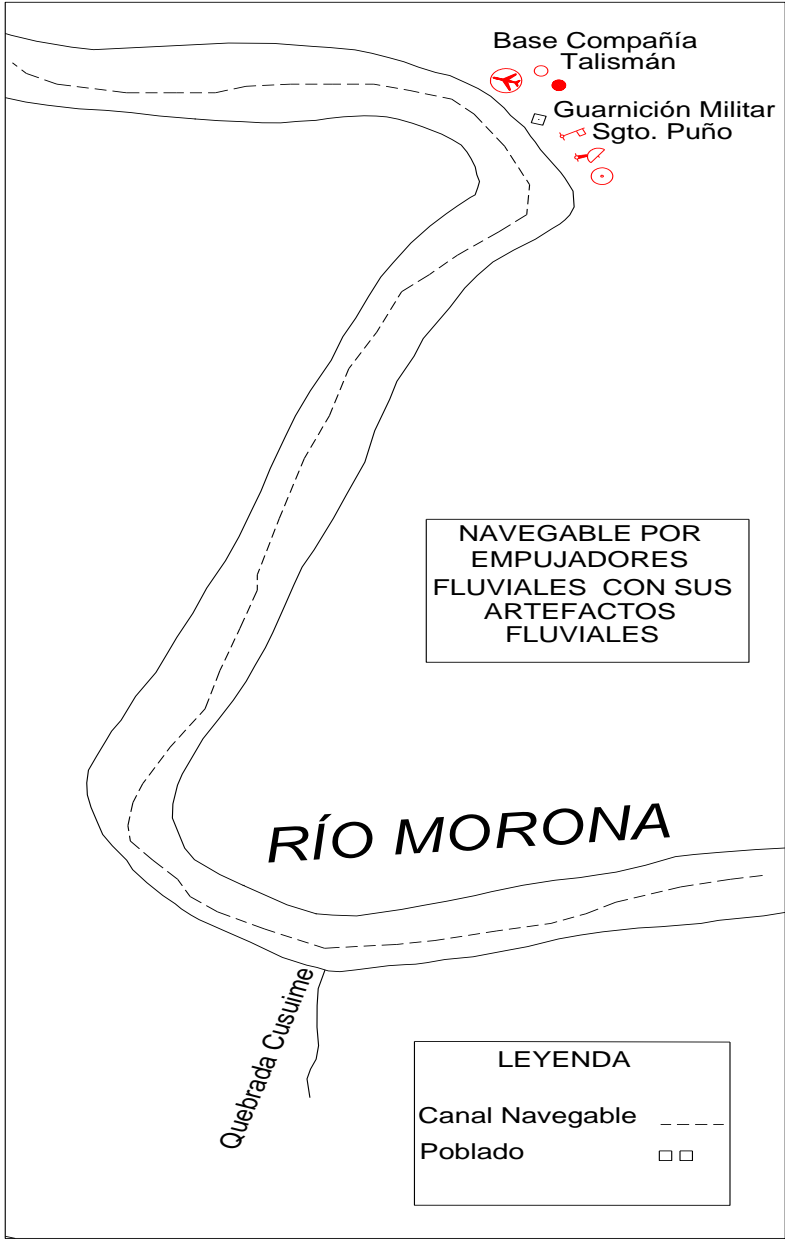 Base Compañía
Talismán
Guarnición Militar
Sgto. Puño
NAVEGABLE POR
EMPUJADORES
FLUVIALES CON SUS
ARTEFACTOS
FLUVIALES
RÍO MORONA
Quebrada Cusuime
LEYENDA
Canal Navegable
Poblado